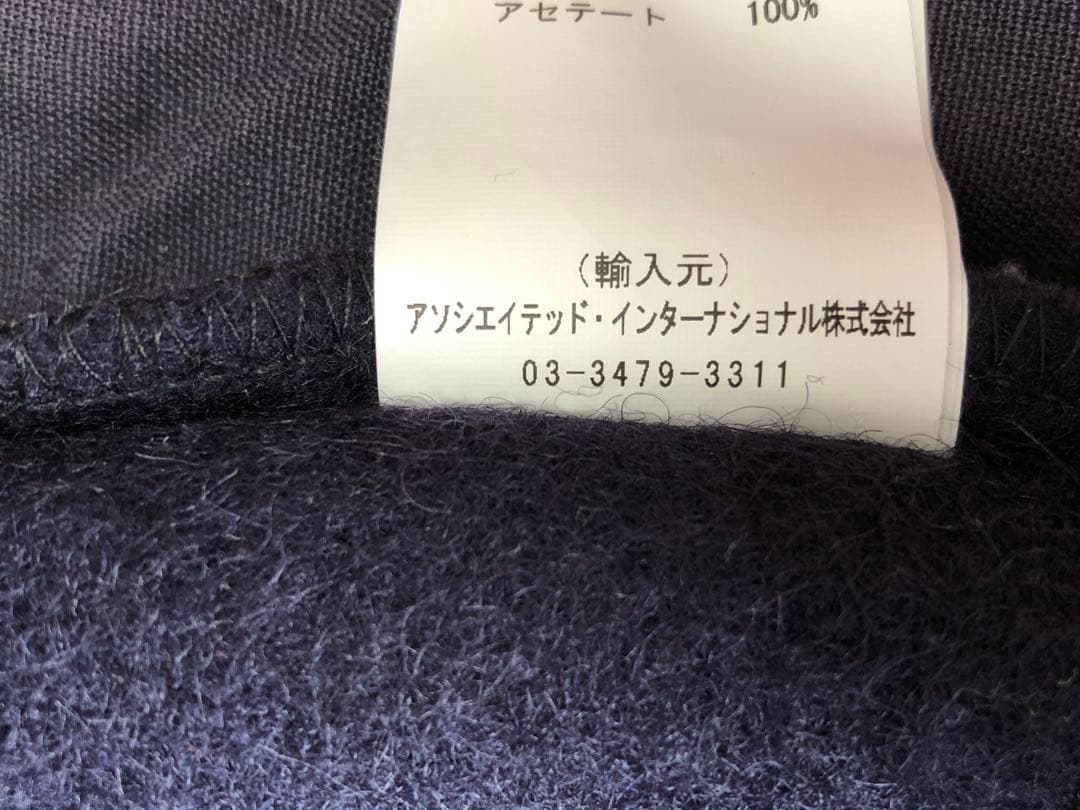 アセテート 100%
(輸入元)
アソシエイテッド・インターナショナル株式会社
03-3479-3311